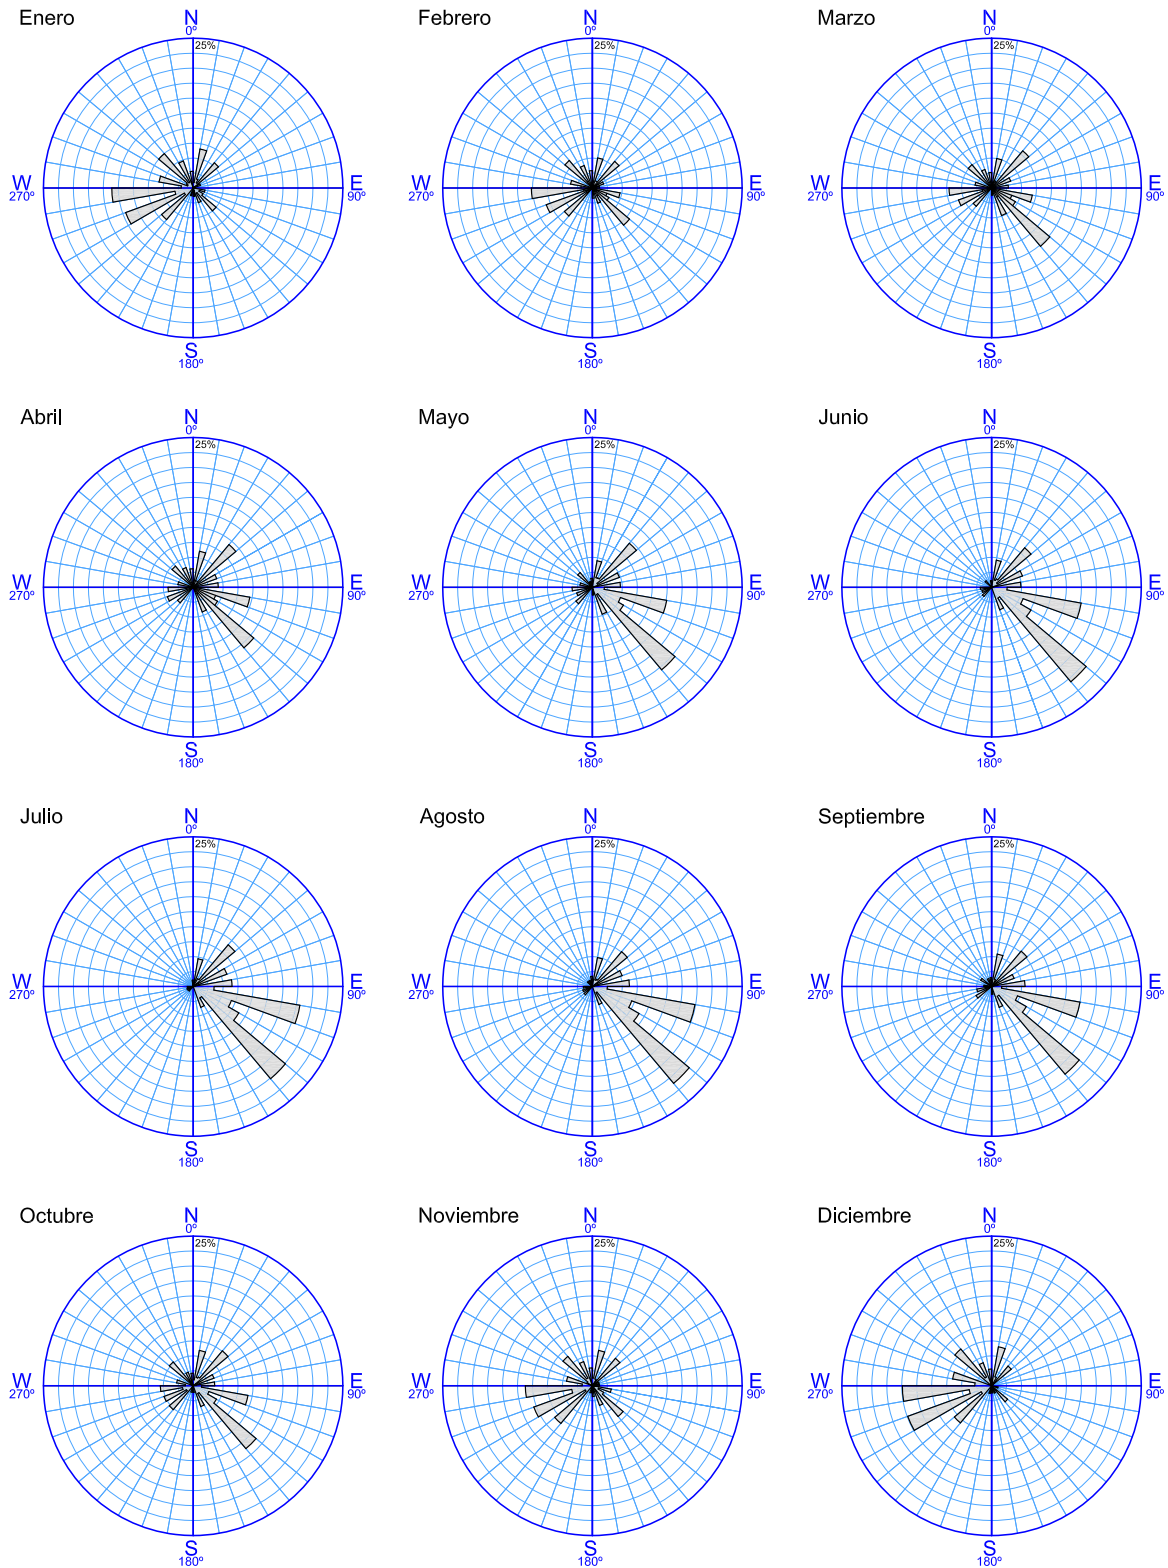 Enero N Febrero N Marzo N
0º 0º 0º
25% 25% 25%
W E W E W E
270º 90º 270º 90º 270º 90º
S S S
180º 180º 180º
Abril N Mayo N Junio N
0º 0º 0º
25% 25% 25%
W E W E W E
270º 90º 270º 90º 270º 90º
S S S
180º 180º 180º
Julio N Agosto N Septiembre N
0º 0º 0º
25% 25% 25%
W E W E W E
270º 90º 270º 90º 270º 90º
S S S
180º 180º 180º
Octubre N Noviembre N Diciembre N
0º 0º 0º
25% 25% 25%
W E W E W E
270º 90º 270º 90º 270º 90º
S S S
180º 180º 180º